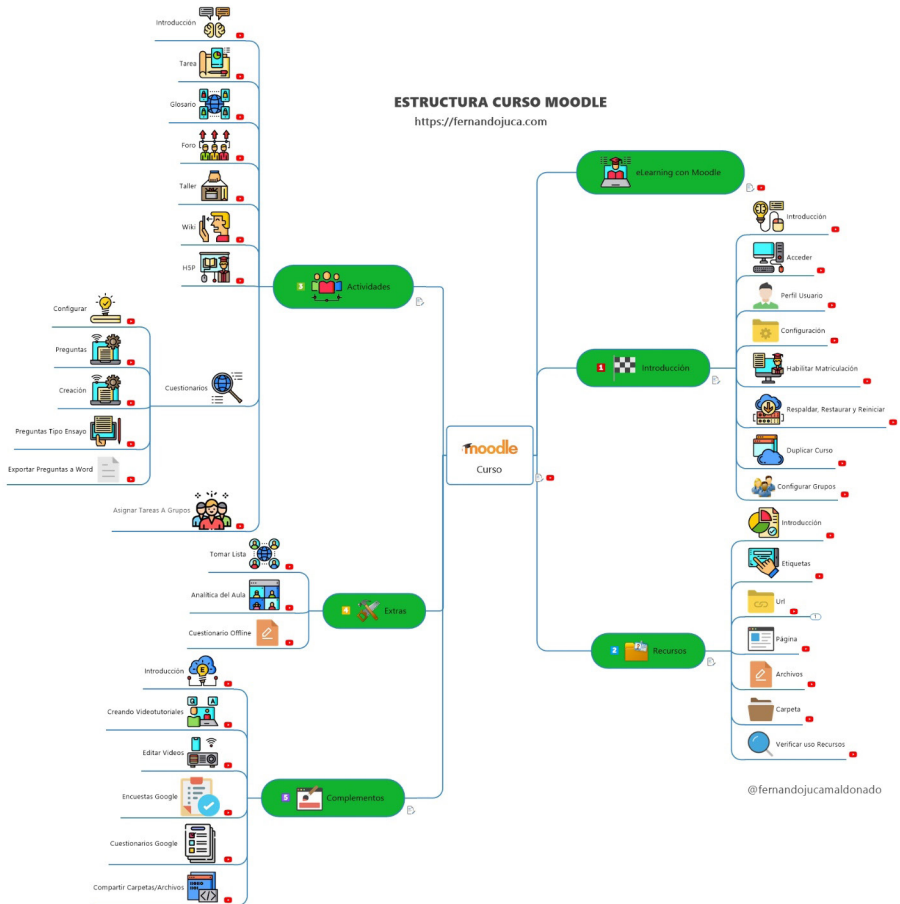 ESTRUCTURA CURSO MOODLE
https://fernandojuca.com
moodle
Curso
eLearning con Moodle
1 Introducción
Introducción
Acceder
Perfil Usuario
Configuración
Habilitar Matriculación
Respaldar, Restaurar y Reiniciar
Duplicar Curso
Configurar Grupos
2 Recursos
Introducción
Etiquetas
Url
1
Página
Archivos
Carpeta
Verificar uso Recursos
3 Actividades
Introducción
Tarea
Glosario
Foro
Taller
Wiki
H5P
Cuestionarios
Configurar
Preguntas
Creación
Preguntas Tipo Ensayo
Exportar Preguntas a Word
Asignar Tareas A Grupos
4 Extras
Tomar Lista
Analítica del Aula
Cuestionario Offline
5 Complementos
Introducción
Creando Videotutoriales
Q A
Editar Videos
Encuestas Google
Cuestionarios Google
Compartir Carpetas/Archivos
@fernandojucamaldonado